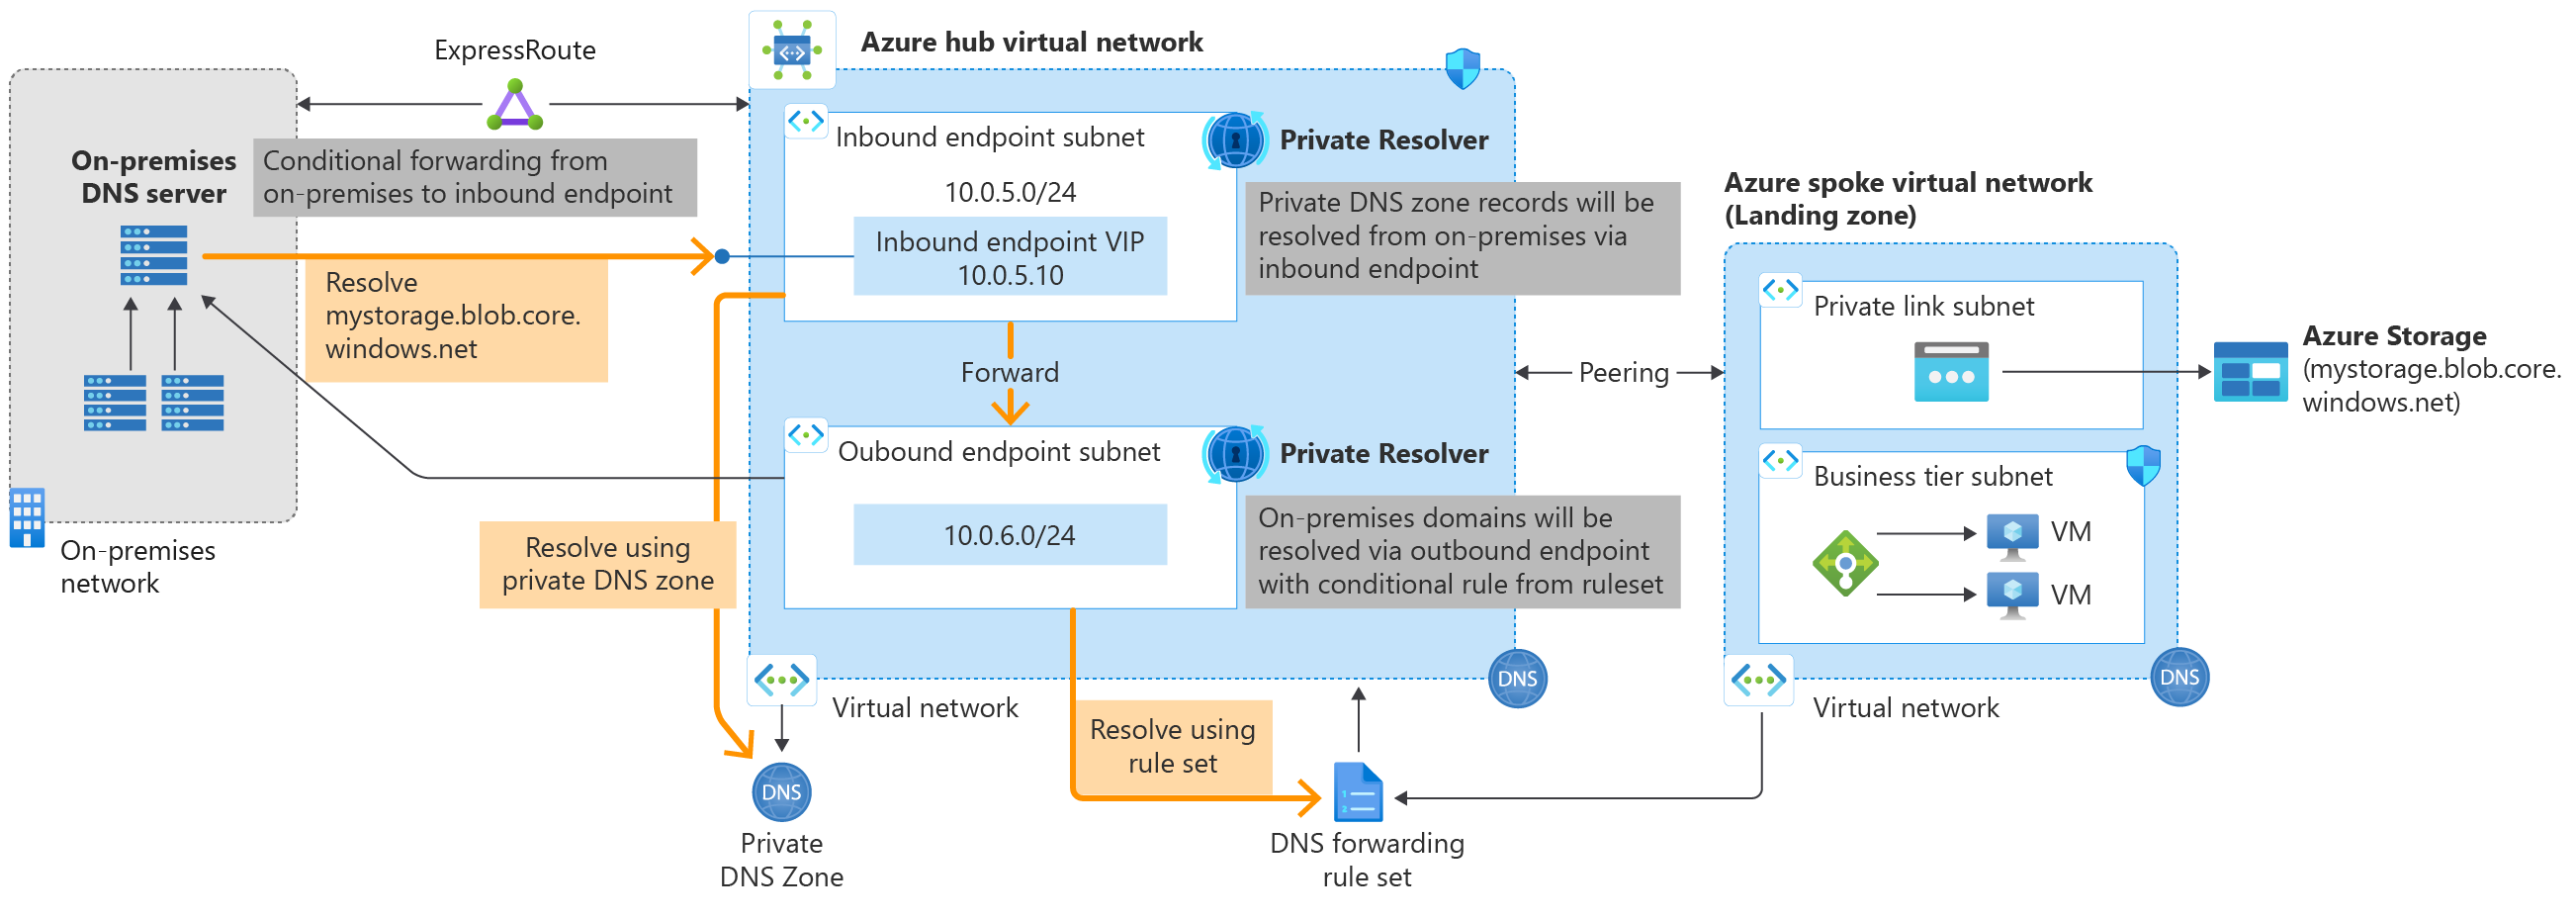 ExpressRoute
On-premises
DNS server
Conditional forwarding from
on-premises to inbound endpoint
Resolve
mystorage.blob.core.
windows.net
On-premises
network
Azure hub virtual network
Inbound endpoint subnet
10.0.5.0/24
Inbound endpoint VIP
10.0.5.10
Private Resolver
Private DNS zone records will be
resolved from on-premises via
inbound endpoint
Forward
Oubound endpoint subnet
10.0.6.0/24
Private Resolver
On-premises domains will be
resolved via outbound endpoint
with conditional rule from ruleset
Resolve using
private DNS zone
Virtual network
DNS
Resolve using
rule set
DNS
Private
DNS Zone
1
2
DNS forwarding
rule set
Peering
Azure spoke virtual network
(Landing zone)
Private link subnet
Business tier subnet
VM
VM
DNS
Virtual network
Azure Storage
(mystorage.blob.core.
windows.net)